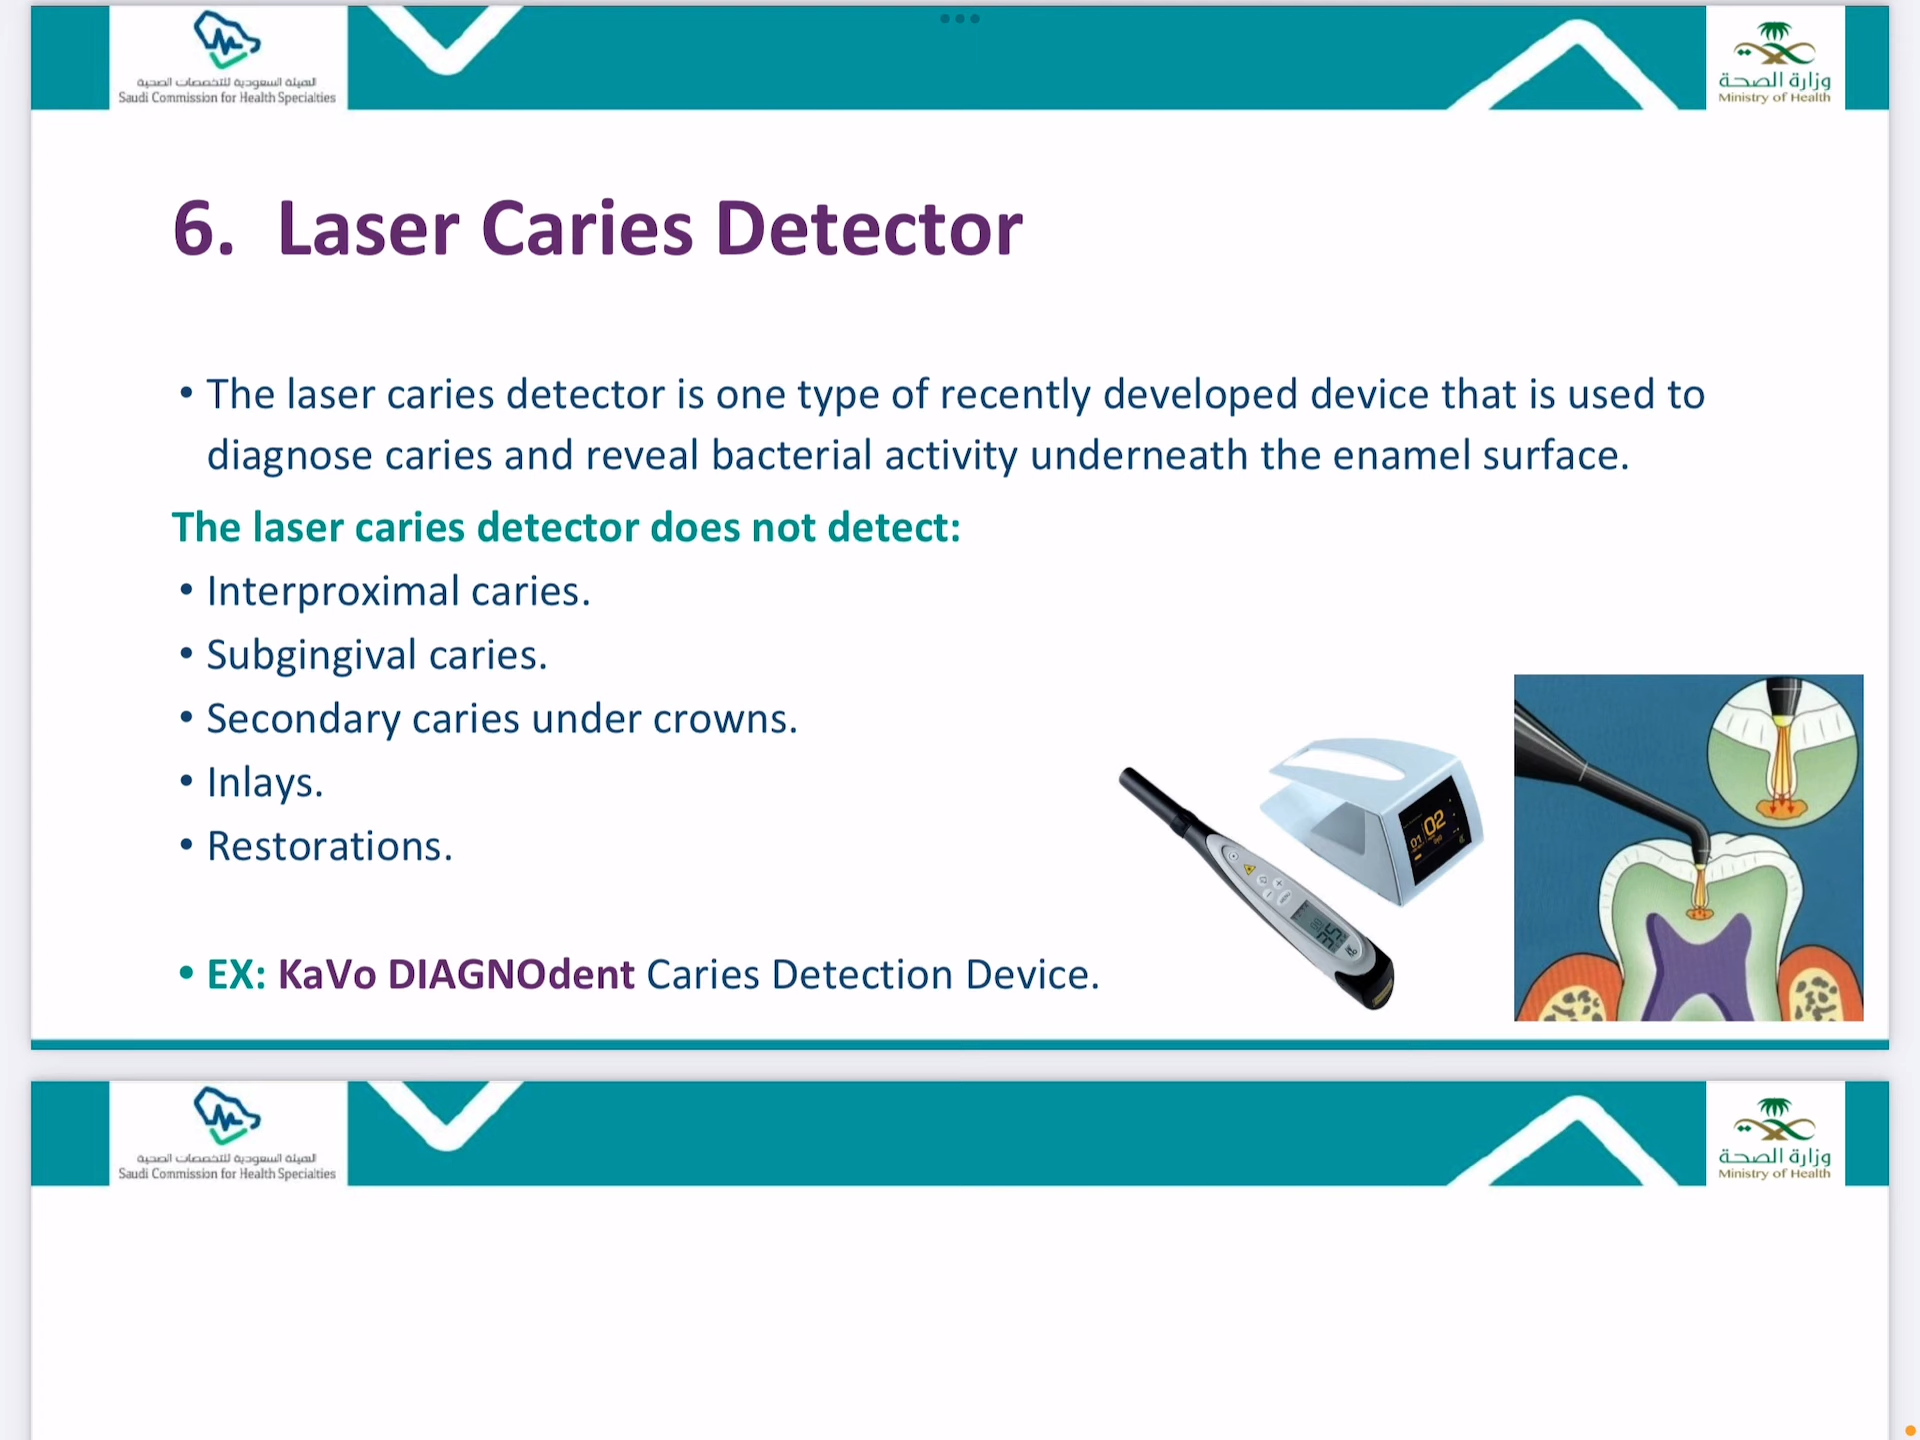 الهيئة السعودية للتخصصات الصحية
Saudi Commission for Health Specialties
وزارة الصحة
Ministry of Health
6. Laser Caries Detector
• The laser caries detector is one type of recently developed device that is used to
diagnose caries and reveal bacterial activity underneath the enamel surface.
The laser caries detector does not detect:
• Interproximal caries.
• Subgingival caries.
• Secondary caries under crowns.
• Inlays.
• Restorations.
01 02
• EX: KaVo DIAGNOdent Caries Detection Device.
الهيئة السعودية للتخصصات الصحية
Saudi Commission for Health Specialties
وزارة الصحة
Ministry of Health